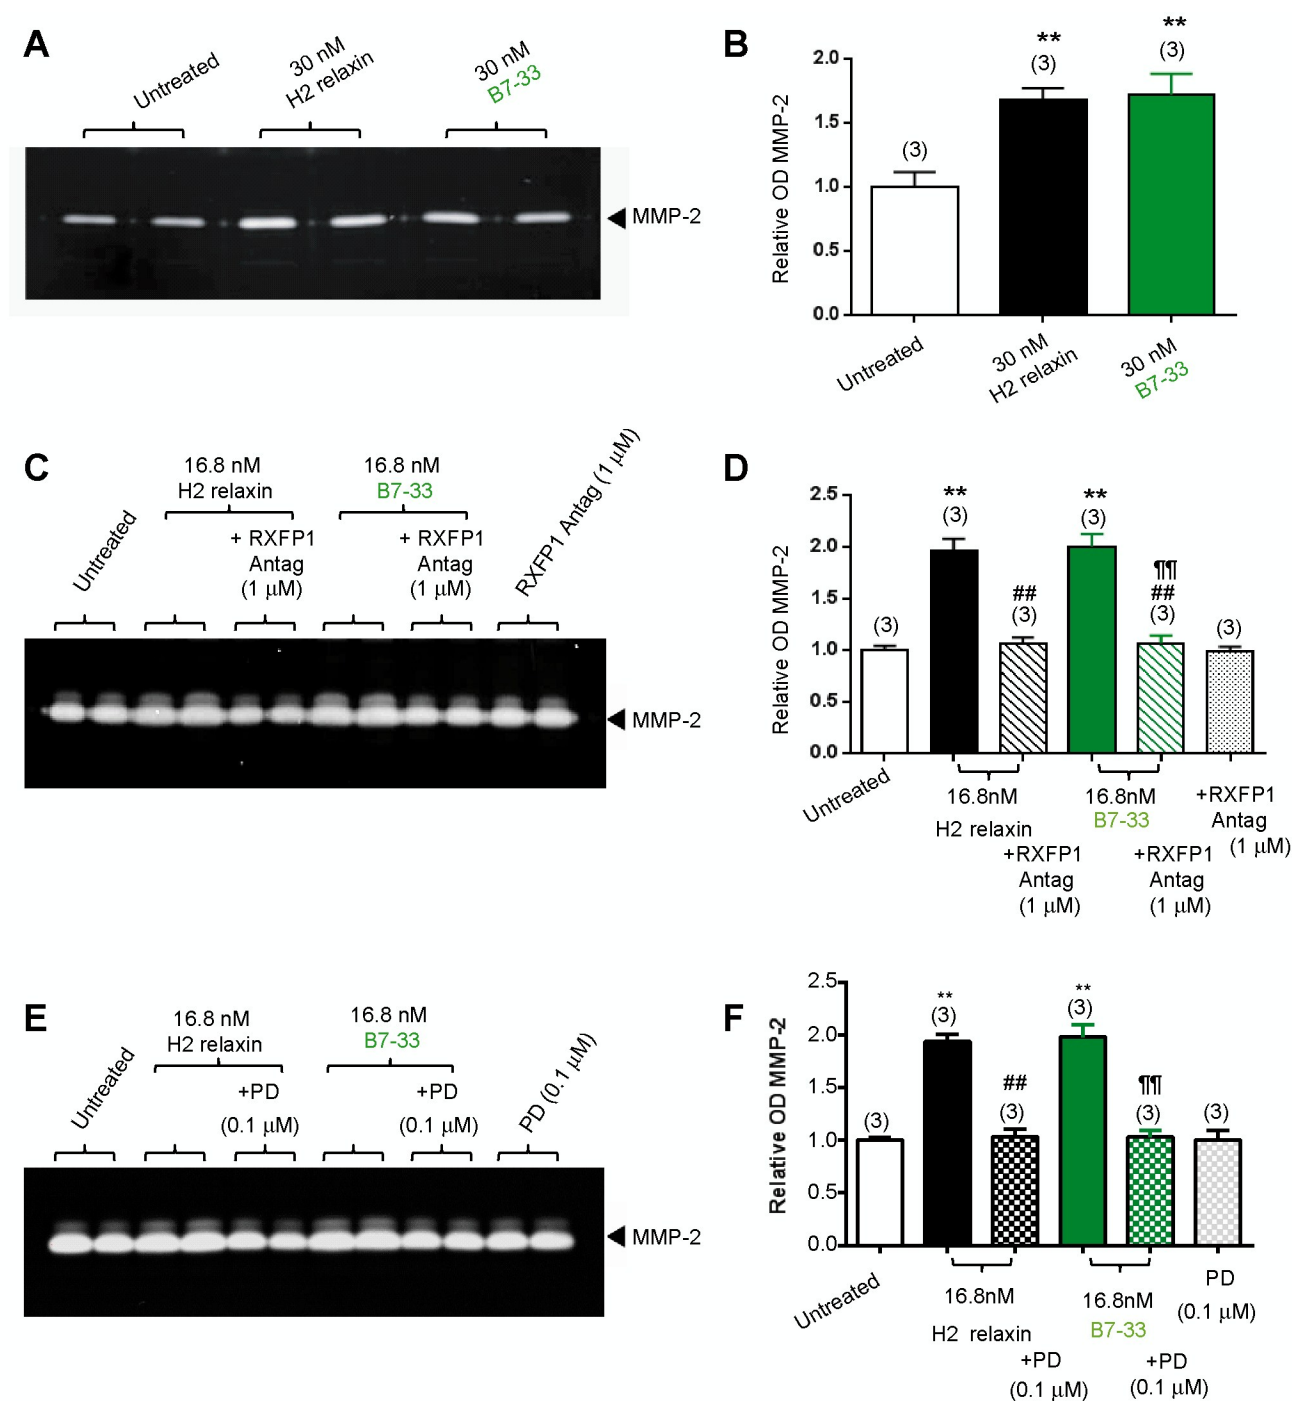 A
Untreated
30 nM
H2 relaxin
30 nM
B7-33
MMP-2
B
Relative OD MMP-2
2.0
1.5
1.0
0.5
0.0
(3)
**
(3)
**
(3)
Untreated
30 nM
H2 relaxin
30 nM
B7-33
C
Untreated
16.8 nM
H2 relaxin
+ RXFP1
Antag
(1 μM)
16.8 nM
B7-33
+ RXFP1
Antag
(1 μM)
RXFP1 Antag (1 μM)
MMP-2
D
Relative OD MMP-2
2.5
2.0
1.5
1.0
0.5
0.0
(3)
**
(3)
##
(3)
**
(3)
¶¶
##
(3)
(3)
Untreated
16.8nM
H2 relaxin
+RXFP1
Antag
(1 μM)
16.8nM
B7-33
+RXFP1
Antag
(1 μM)
+RXFP1
Antag
(1 μM)
E
Untreated
16.8 nM
H2 relaxin
+PD
(0.1 μM)
16.8 nM
B7-33
+PD
(0.1 μM)
PD (0.1 μM)
MMP-2
F
Relative OD MMP-2
2.5
2.0
1.5
1.0
0.5
0.0
(3)
**
(3)
##
(3)
**
(3)
¶¶
(3)
(3)
Untreated
16.8nM
H2 relaxin
+PD
(0.1 μM)
16.8nM
B7-33
+PD
(0.1 μM)
PD
(0.1 μM)